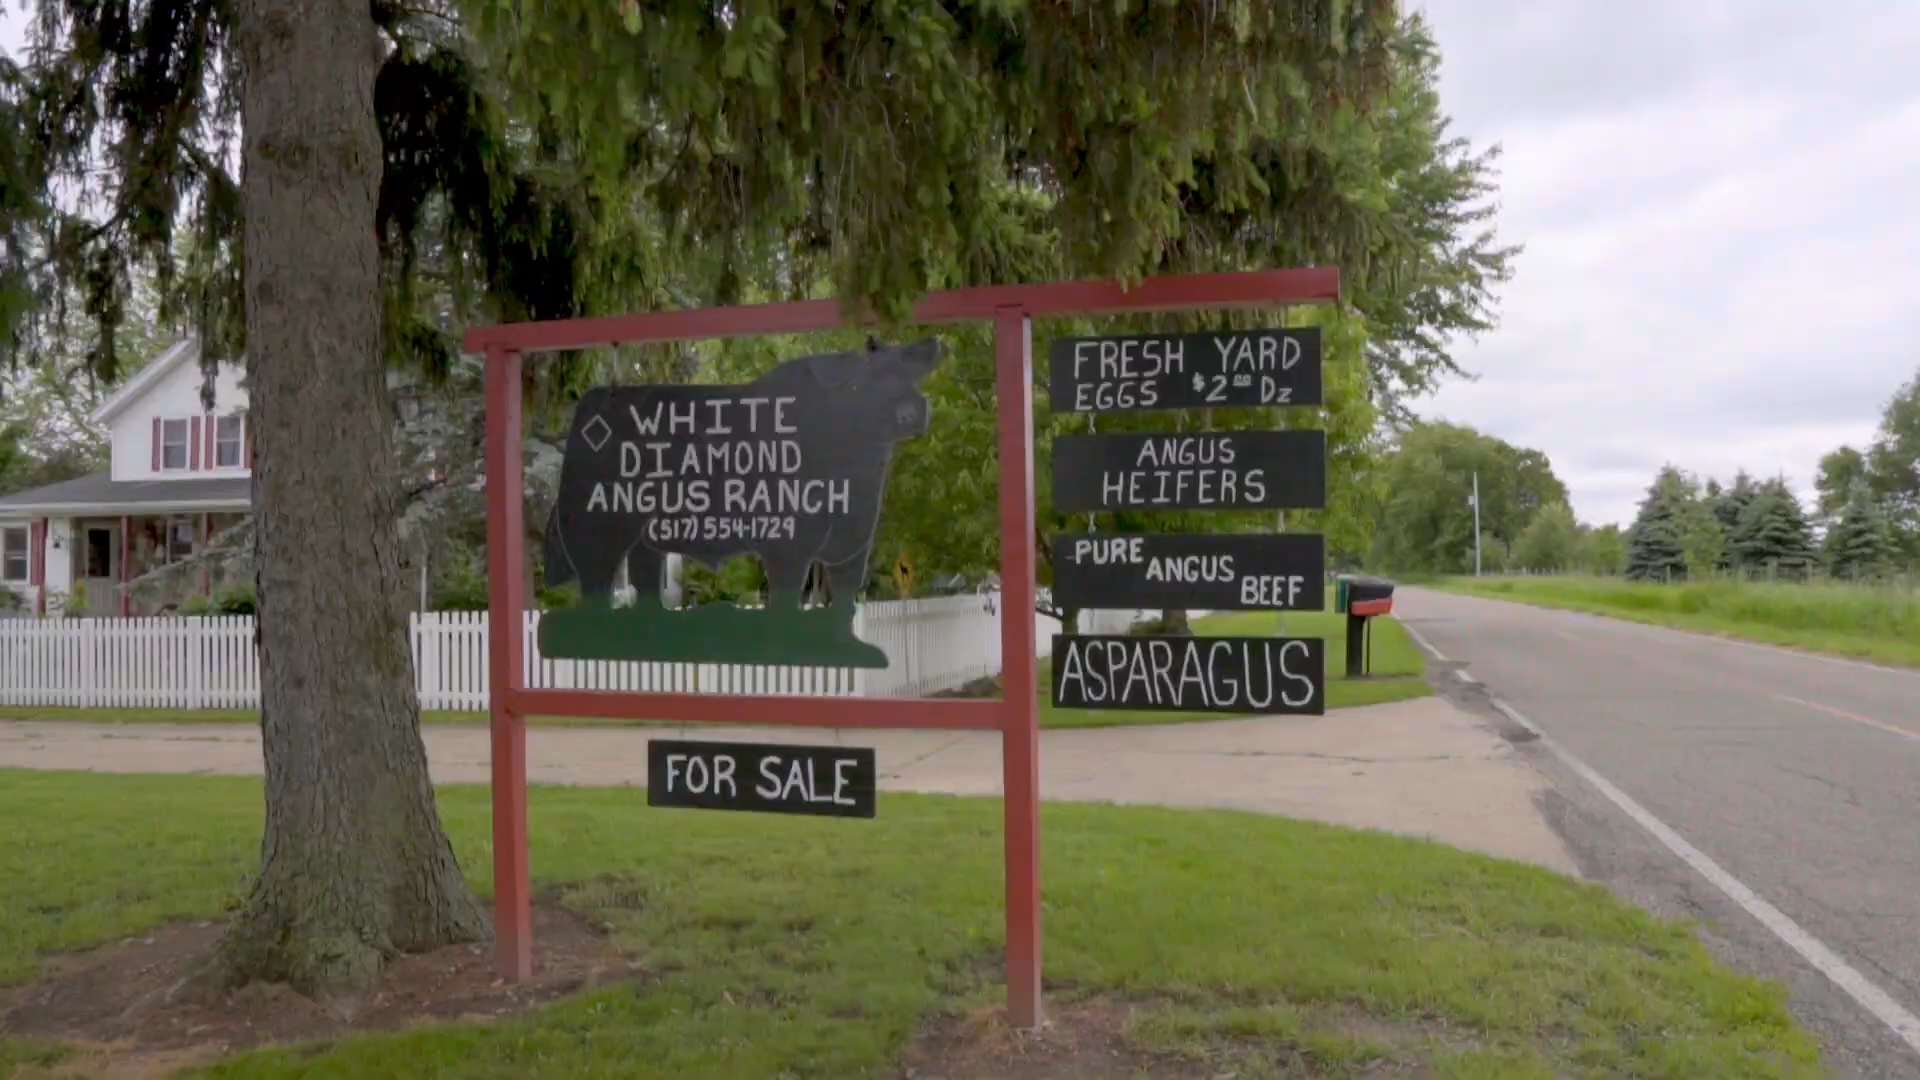 WHITE
DIAMOND
ANGUS RANCH
(517) 554-1729
FOR SALE
FRESH YARD
EGGS $2.00 Dz
ANGUS
HEIFERS
PURE ANGUS BEEF
ASPARAGUS